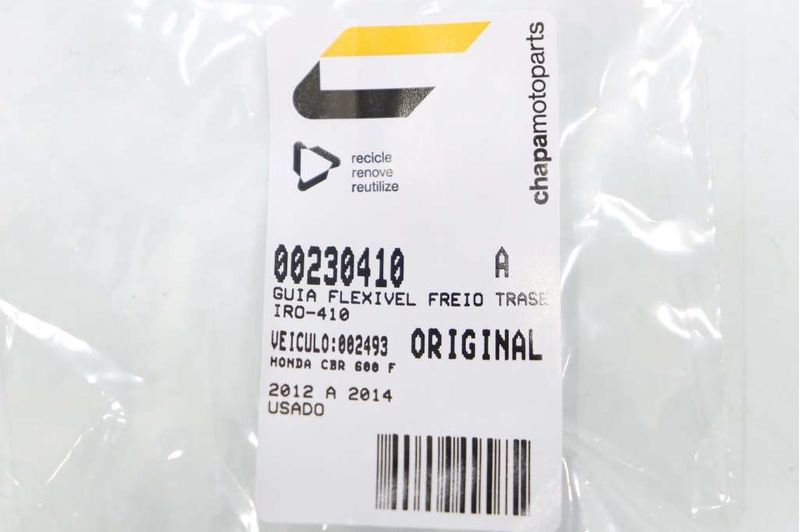 chapamotoparts
recicle
renove
reutilize
00230410 A
GUIA FLEXIVEL FREIO TRASE
IRO-410
VEICULO:002493 ORIGINAL
HONDA CBR 600 F
2012 A 2014
USADO